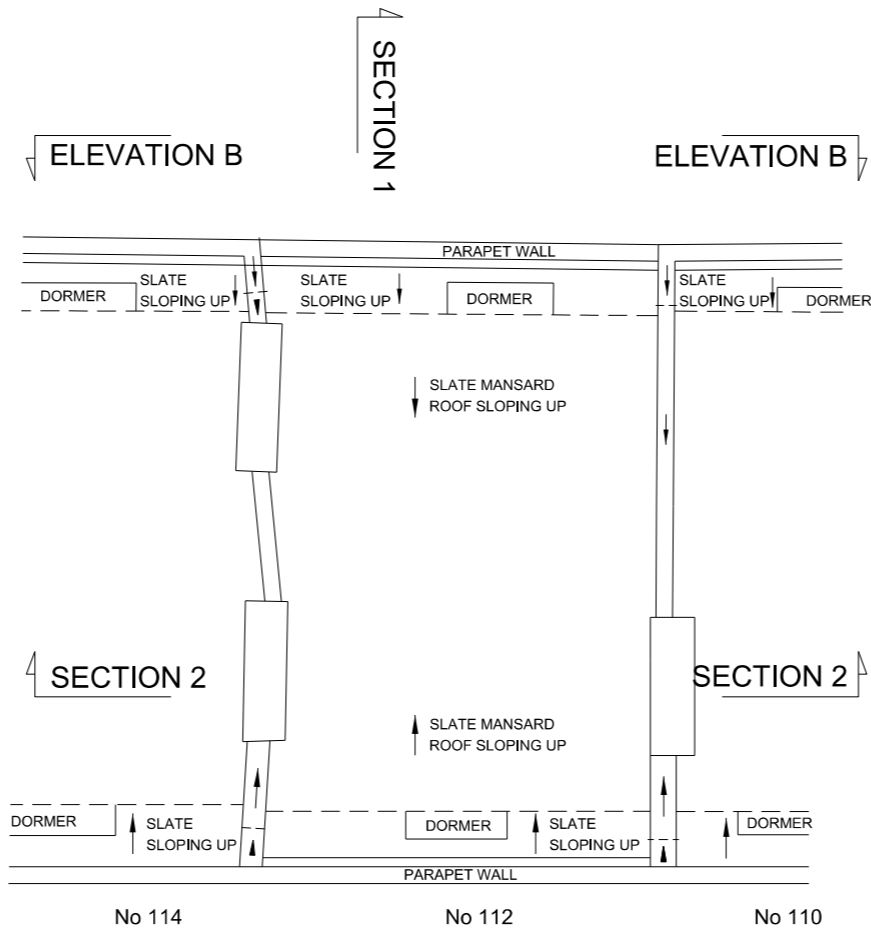 SECTION 1
ELEVATION B
ELEVATION B
PARAPET WALL
DORMER
SLATE
SLOPING UP
SLATE
SLOPING UP
DORMER
SLATE
SLOPING UP
DORMER
SLATE MANSARD
ROOF SLOPING UP
SECTION 2
SECTION 2
SLATE MANSARD
ROOF SLOPING UP
DORMER
SLATE
SLOPING UP
DORMER
SLATE
SLOPING UP
DORMER
PARAPET WALL
No 114
No 112
No 110